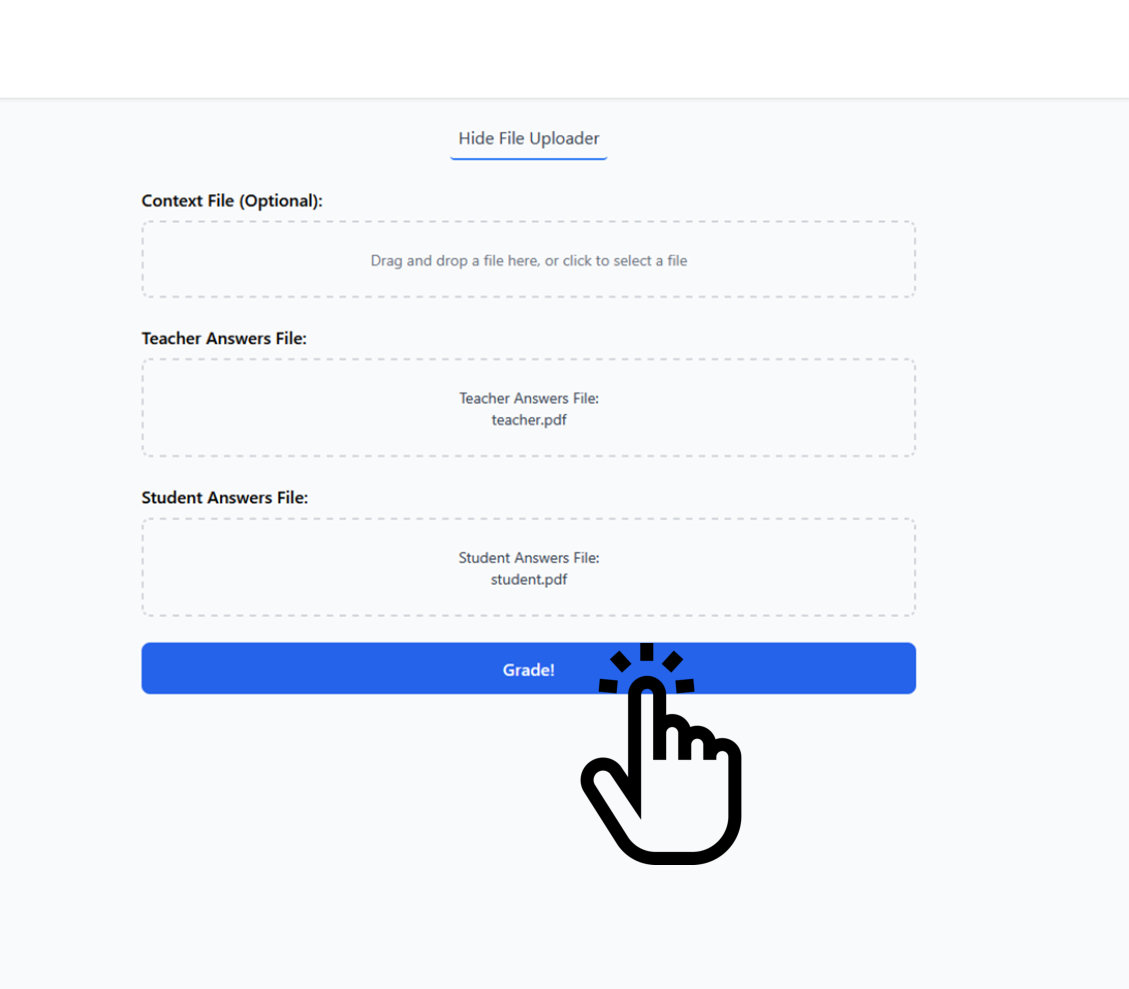 Hide File Uploader
Context File (Optional):
Drag and drop a file here, or click to select a file
Teacher Answers File:
Teacher Answers File:
teacher.pdf
Student Answers File:
Student Answers File:
student.pdf
Grade!